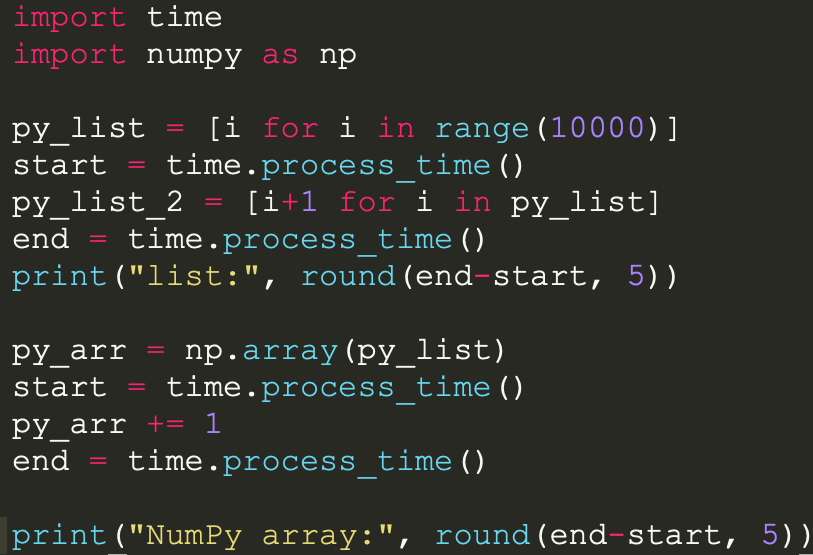 import time
import numpy as np
py_list = [i for i in range(10000)]
start = time.process_time()
py_list_2 = [i+1 for i in py_list]
end = time.process_time()
print("list:", round(end-start, 5))
py_arr = np.array(py_list)
start = time.process_time()
py_arr += 1
end = time.process_time()
print("NumPy array:", round(end-start, 5))